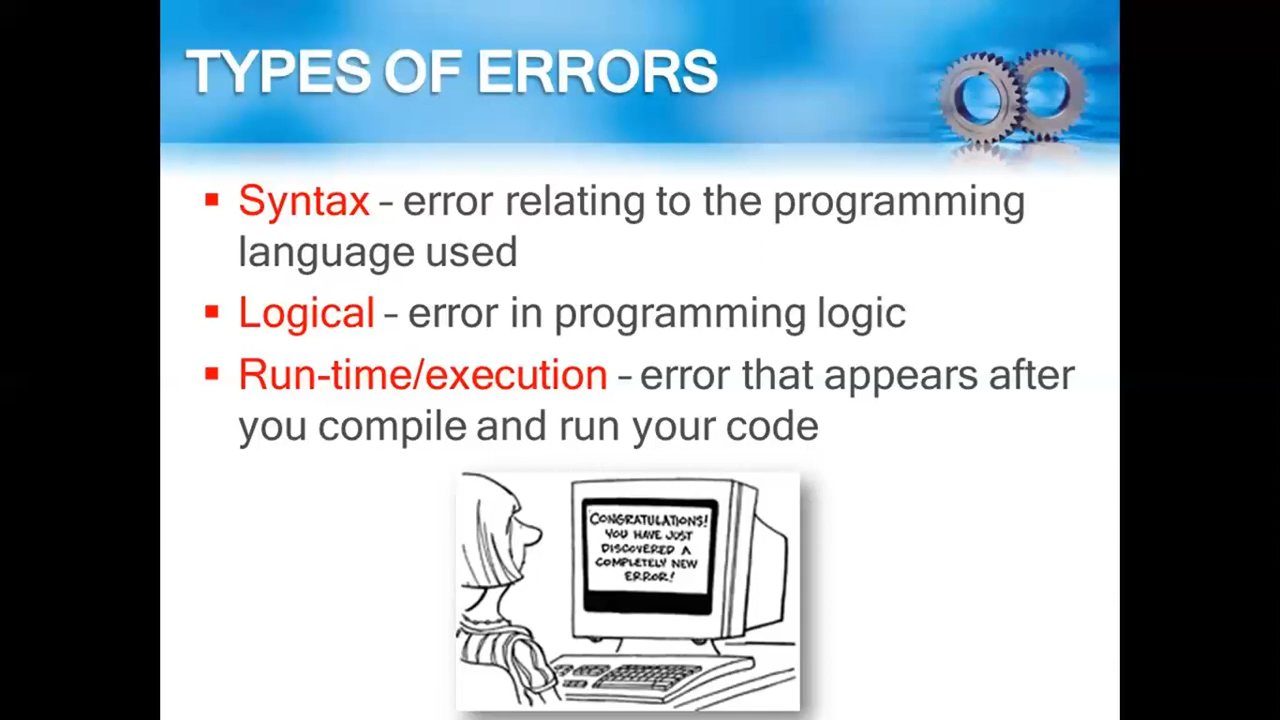 TYPES OF ERRORS
▪ Syntax – error relating to the programming
language used
▪ Logical – error in programming logic
▪ Run-time/execution – error that appears after
you compile and run your code
CONGRATULATIONS!
YOU HAVE JUST
DISCOVERED A
COMPLETELY NEW
ERROR!